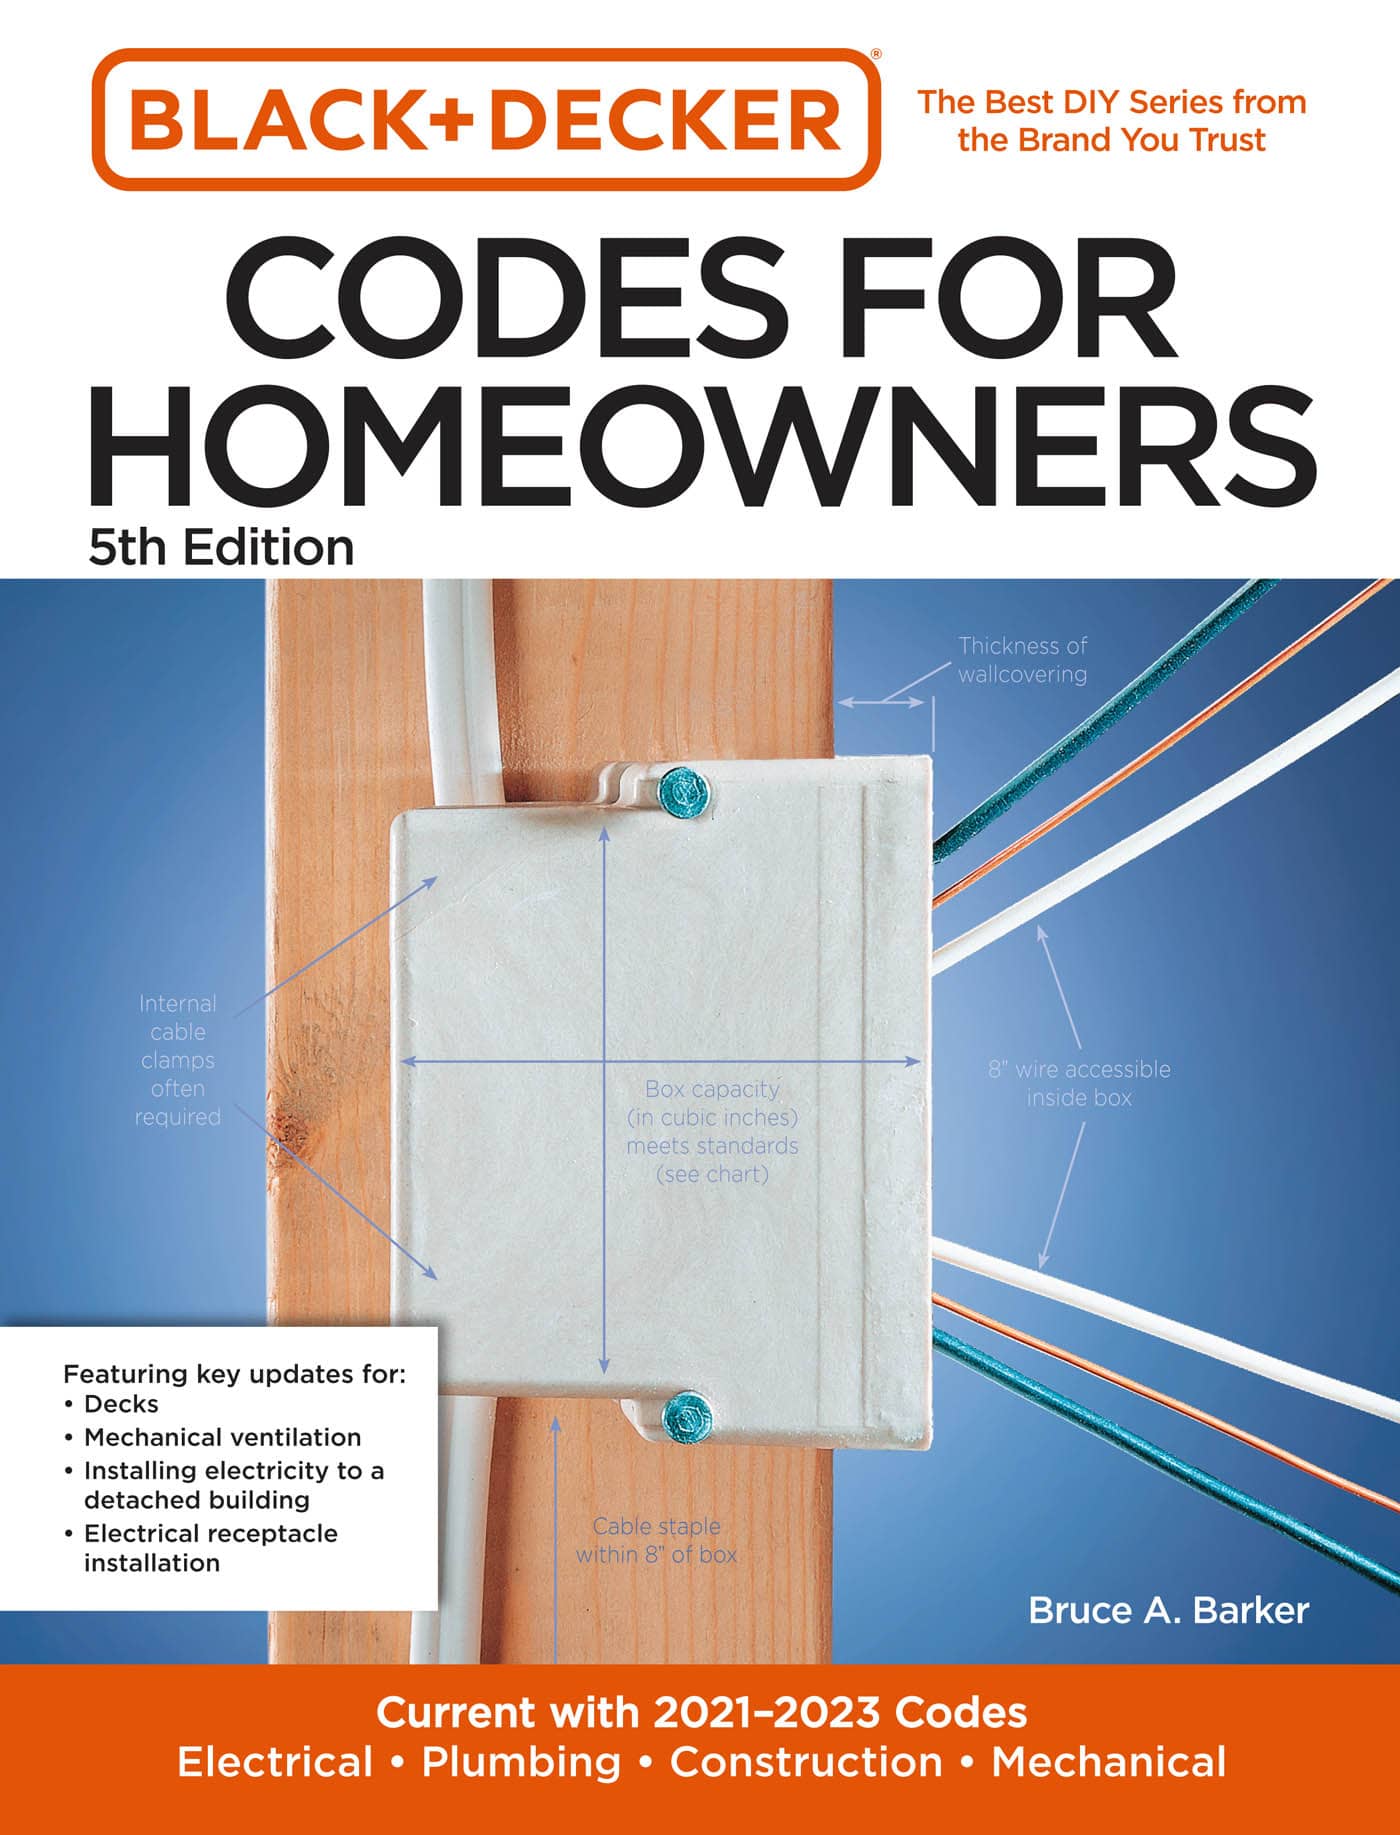 BLACK+DECKER®
The Best DIY Series from
the Brand You Trust
CODES FOR
HOMEOWNERS
5th Edition
Thickness of
wallcovering
Internal
cable
clamps
often
required
Box capacity
(in cubic inches)
meets standards
(see chart)
8" wire accessible
inside box
Featuring key updates for:
• Decks
• Mechanical ventilation
• Installing electricity to a
detached building
• Electrical receptacle
installation
Cable staple
within 8" of box
Bruce A. Barker
Current with 2021–2023 Codes
Electrical • Plumbing • Construction • Mechanical